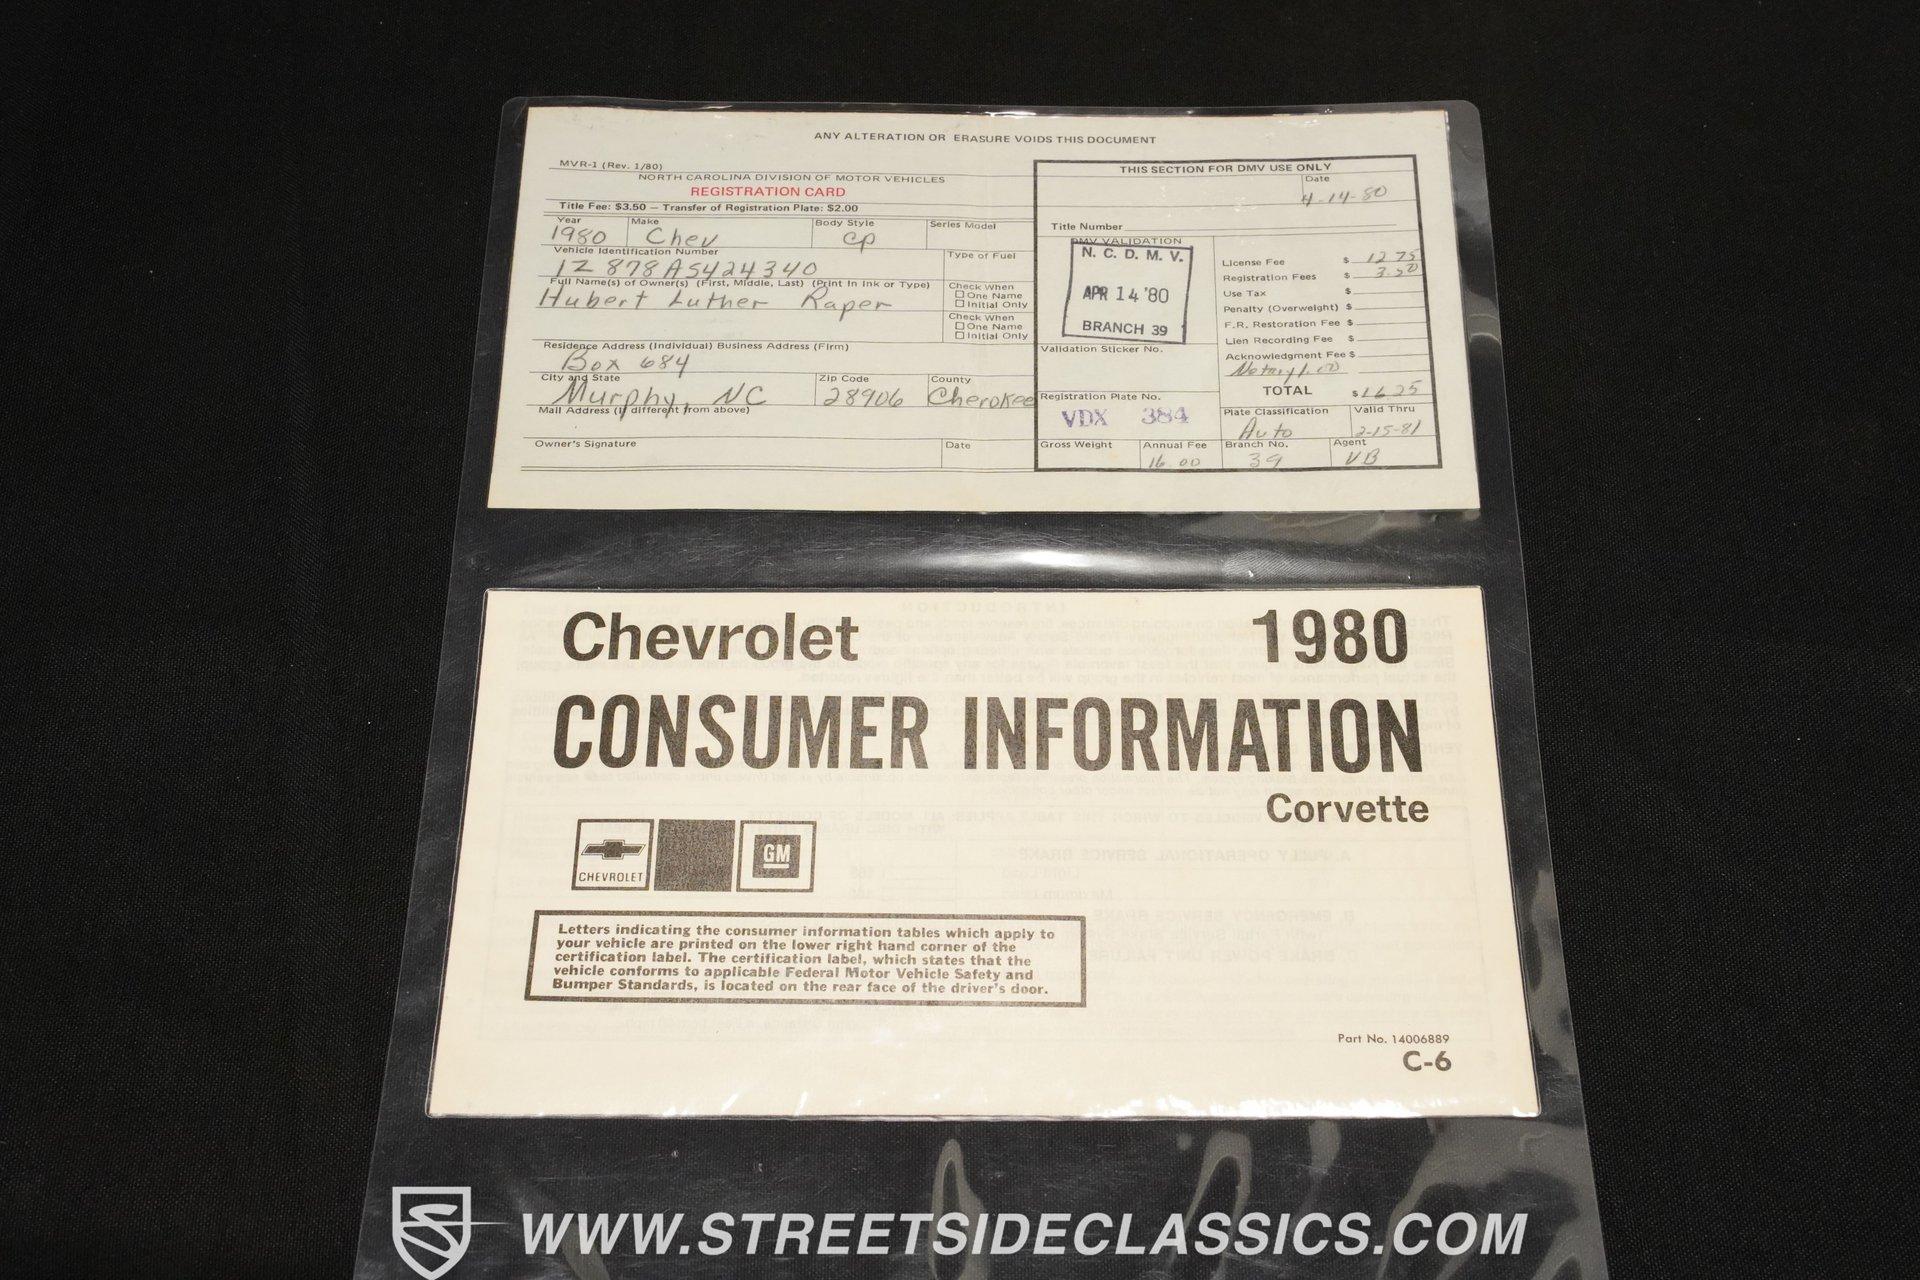 ANY ALTERATION OR ERASURE VOIDS THIS DOCUMENT
MVR-1 (Rev. 1/80)
NORTH CAROLINA DIVISION OF MOTOR VEHICLES
REGISTRATION CARD
Title Fee: $3.50 — Transfer of Registration Plate: $2.00
Year Make Body Style Series Model
1980 Chev cp
Vehicle Identification Number Type of Fuel
1Z 878AS424340
Full Name(s) of Owner(s) (First, Middle, Last) (Print In Ink or Type)
Hubert Luther Raper
Check When
One Name
Initial Only
Check When
One Name
Initial Only
Residence Address (Individual) Business Address (Firm)
Box 684
City and State Zip Code County
Murphy, NC 28906 Cherokee
Mail Address (If different from above)
Owner's Signature Date
THIS SECTION FOR DMV USE ONLY
Date
4-14-80
Title Number
DMV VALIDATION
N. C. D. M. V.
APR 14 '80
BRANCH 39
License Fee $ 12 75
Registration Fees $ 3.50
Use Tax $
Penalty (Overweight) $
F.R. Restoration Fee $
Lien Recording Fee $
Acknowledgment Fee $
Notary 1.00
TOTAL $16 25
Validation Sticker No.
Registration Plate No.
VDX 384
Plate Classification Valid Thru
Auto 2-15-81
Gross Weight Annual Fee Branch No. Agent
16.00 39 VB
Chevrolet 1980
CONSUMER INFORMATION
Corvette
CHEVROLET GM
Letters indicating the consumer information tables which apply to
your vehicle are printed on the lower right hand corner of the
certification label. The certification label, which states that the
vehicle conforms to applicable Federal Motor Vehicle Safety and
Bumper Standards, is located on the rear face of the driver's door.
Part No. 14006889
C-6
WWW.STREETSIDECLASSICS.COM